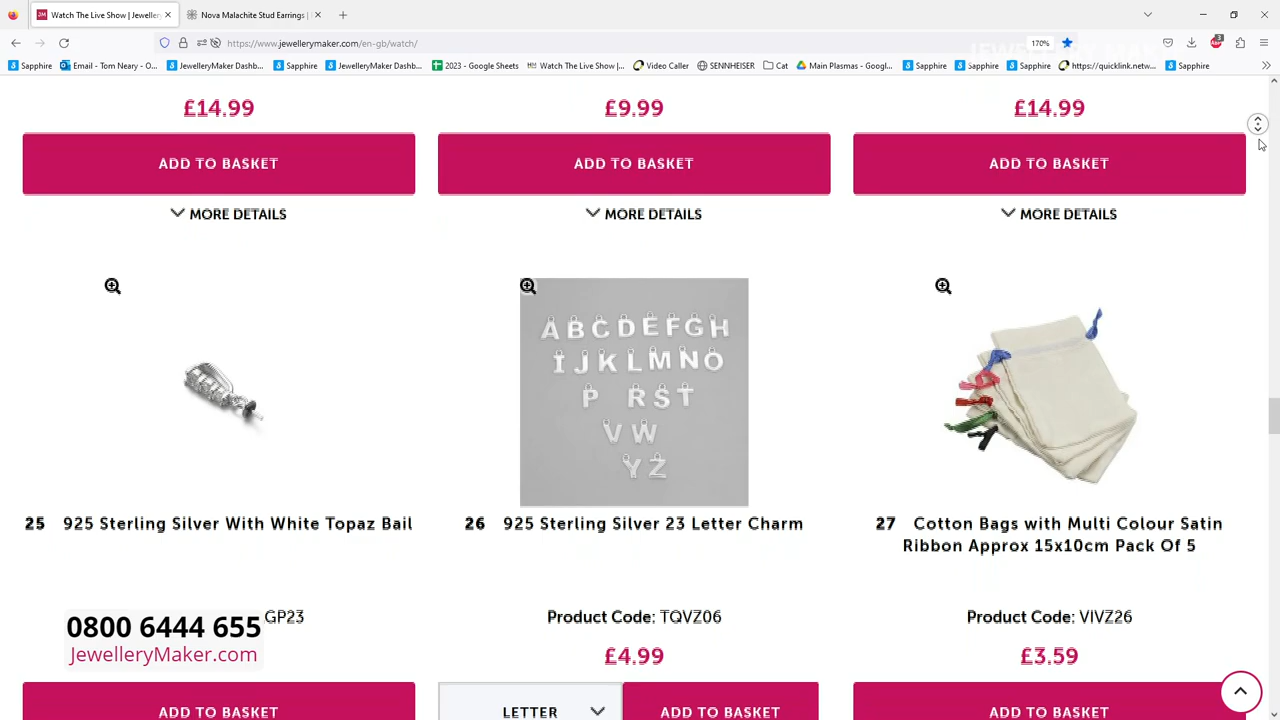 Watch The Live Show | Jeweller
Nova Malachite Stud Earrings |
https://www.jewellerymaker.com/en-gb/watch/
170%
Sapphire
Email - Tom Neary - O...
JewelleryMaker Dashb...
Sapphire
JewelleryMaker Dashb...
2023 - Google Sheets
Watch The Live Show |...
Video Caller
SENNHEISER
Cat
Main Plasmas - Googl...
Sapphire
Sapphire
Sapphire
https://quicklink.netw...
Sapphire
£14.99
£9.99
£14.99
ADD TO BASKET
ADD TO BASKET
ADD TO BASKET
MORE DETAILS
MORE DETAILS
MORE DETAILS
A B C D E F G H
I J K L M N O
P R S T
V W
Y Z
25 925 Sterling Silver With White Topaz Bail
26 925 Sterling Silver 23 Letter Charm
27 Cotton Bags with Multi Colour Satin
Ribbon Approx 15x10cm Pack Of 5
GP23
Product Code: TQVZ06
Product Code: VIVZ26
0800 6444 655
JewelleryMaker.com
£4.99
£3.59
ADD TO BASKET
LETTER
ADD TO BASKET
ADD TO BASKET